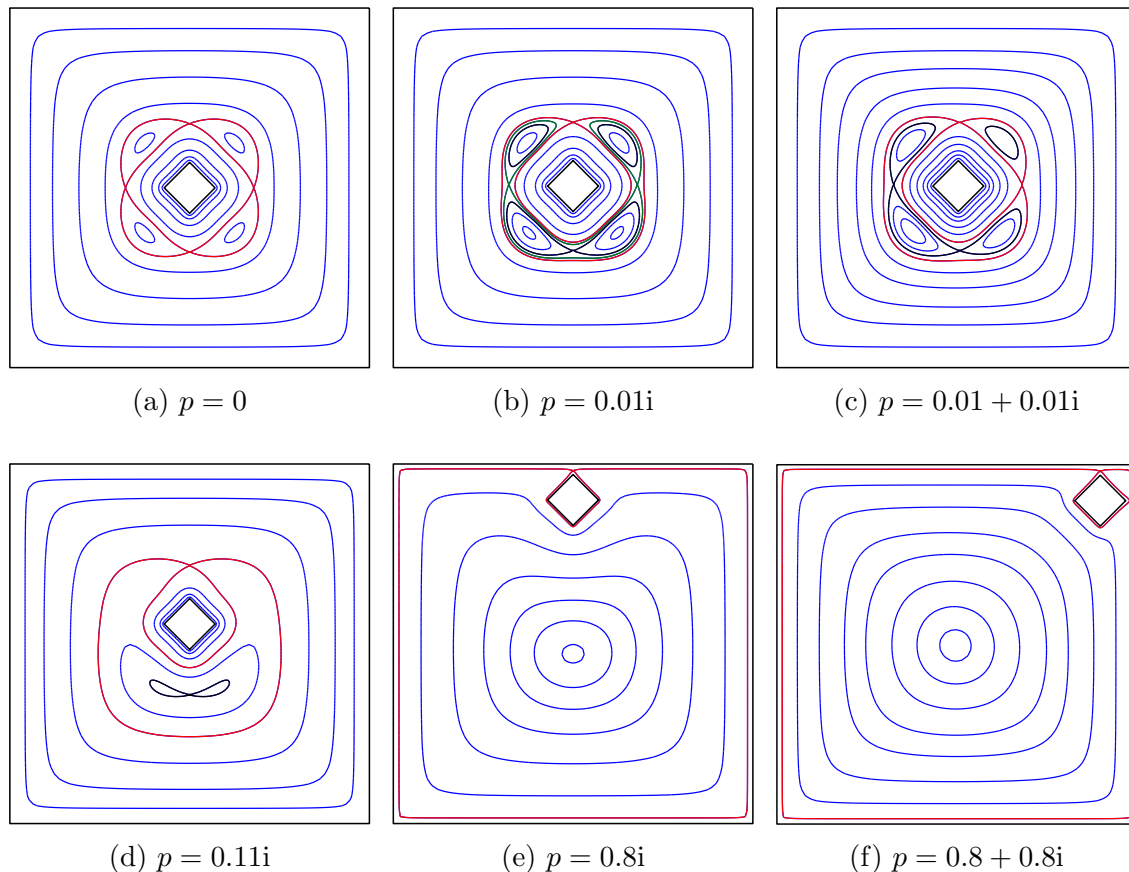 (a) p = 0
(b) p = 0.01i
(c) p = 0.01 + 0.01i
(d) p = 0.11i
(e) p = 0.8i
(f) p = 0.8 + 0.8i